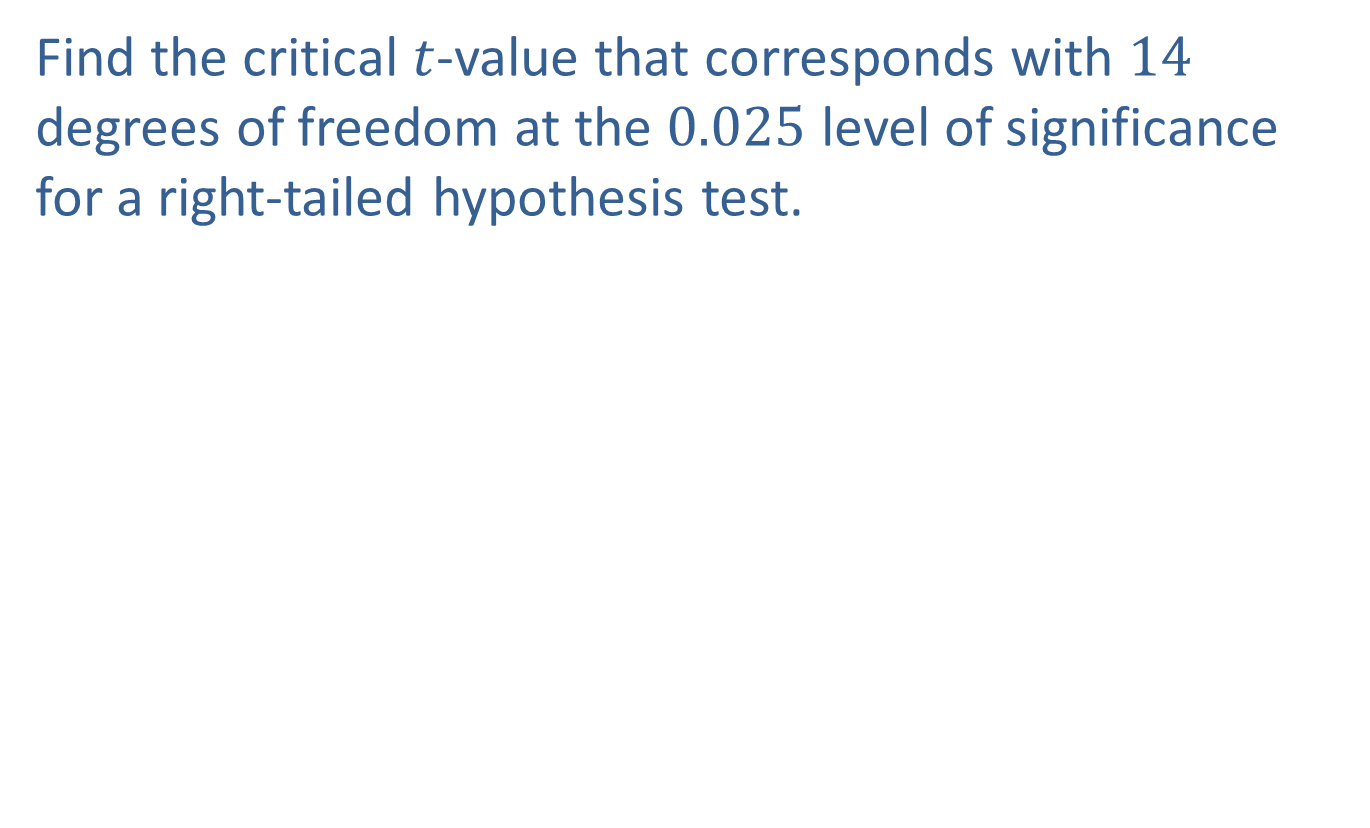 Find the critical t-value that corresponds with 14
degrees of freedom at the 0.025 level of significance
for a right-tailed hypothesis test.